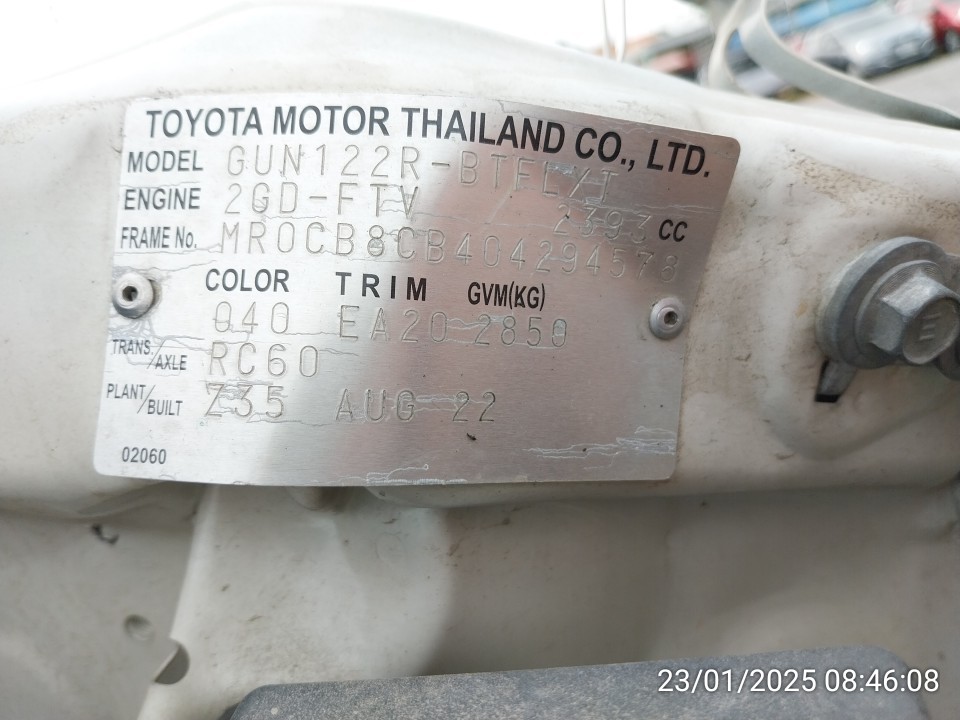 TOYOTA MOTOR THAILAND CO., LTD.
MODEL GUN122R-BTFL/T
ENGINE 2GD-FTV 2393 CC
FRAME No. MR0CB8CB404294578
COLOR TRIM GVM(KG)
040 EA20 2850
TRANS./AXLE RC60
PLANT/BUILT Z35 AUG 22
02060
23/01/2025 08:46:08